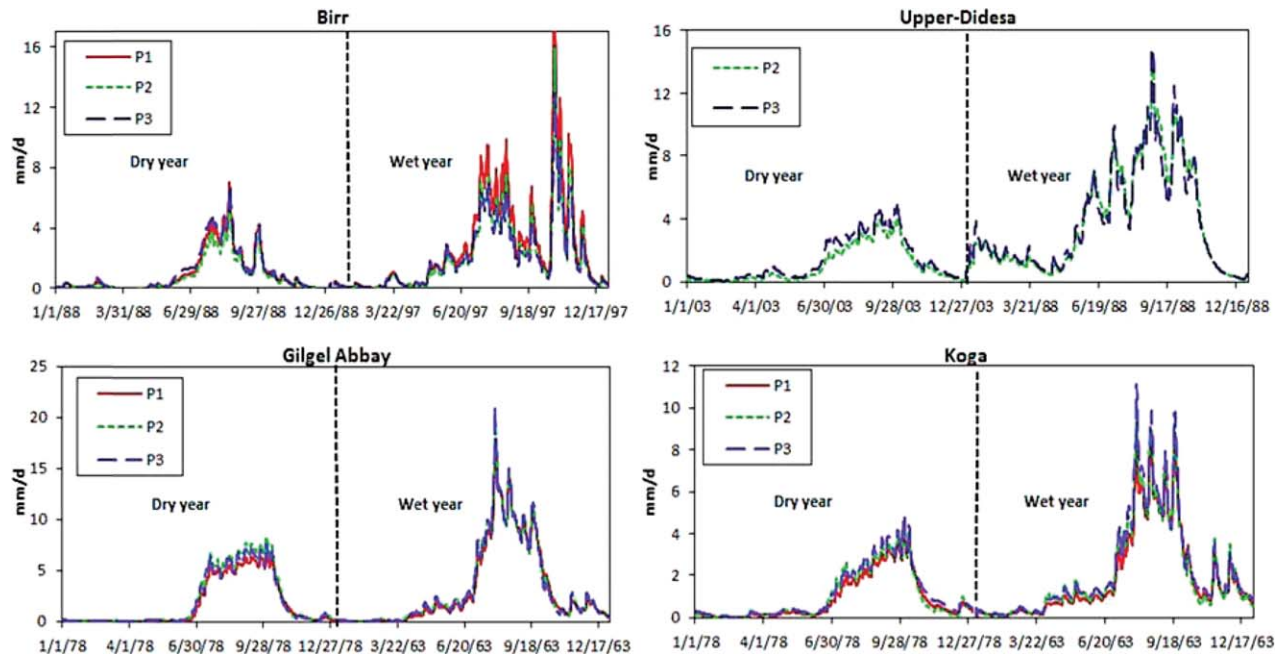 Birr
mm/d
16
12
8
4
0
P1
P2
P3
Dry year
Wet year
1/1/88 3/31/88 6/29/88 9/27/88 12/26/88 3/22/97 6/20/97 9/18/97 12/17/97
Upper-Didesa
mm/d
16
12
8
4
0
P2
P3
Dry year
Wet year
1/1/03 4/1/03 6/30/03 9/28/03 12/27/03 3/21/88 6/19/88 9/17/88 12/16/88
Gilgel Abbay
mm/d
25
20
15
10
5
0
P1
P2
P3
Dry year
Wet year
1/1/78 4/1/78 6/30/78 9/28/78 12/27/78 3/22/63 6/20/63 9/18/63 12/17/63
Koga
mm/d
12
10
8
6
4
2
0
P1
P2
P3
Dry year
Wet year
1/1/78 4/1/78 6/30/78 9/28/78 12/27/78 3/22/63 6/20/63 9/18/63 12/17/63